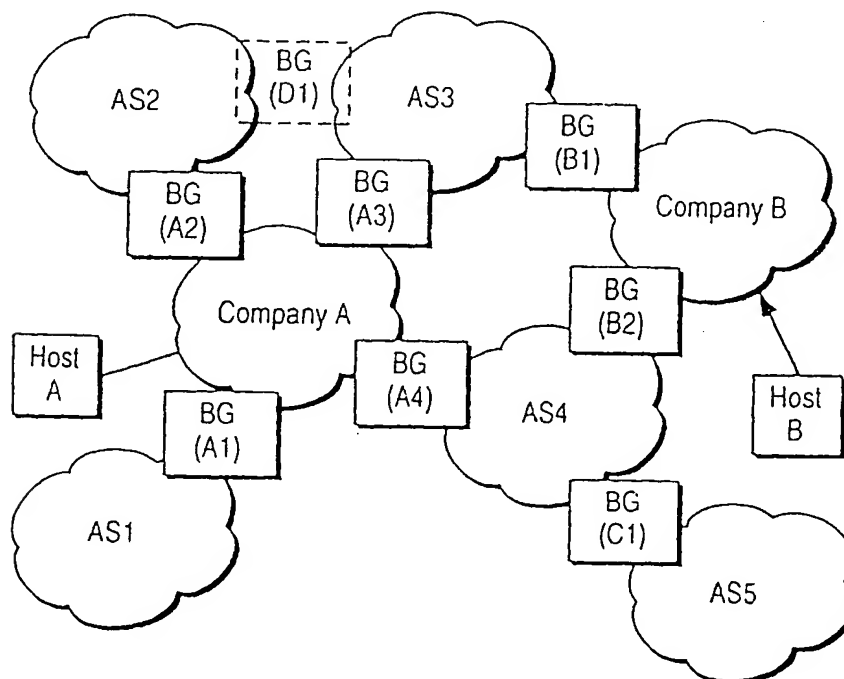 AS2
BG
(D1)
AS3
BG
(B1)
BG
(A2)
BG
(A3)
Company B
Company A
BG
(B2)
Host
A
BG
(A4)
BG
(A1)
AS4
Host
B
AS1
BG
(C1)
AS5